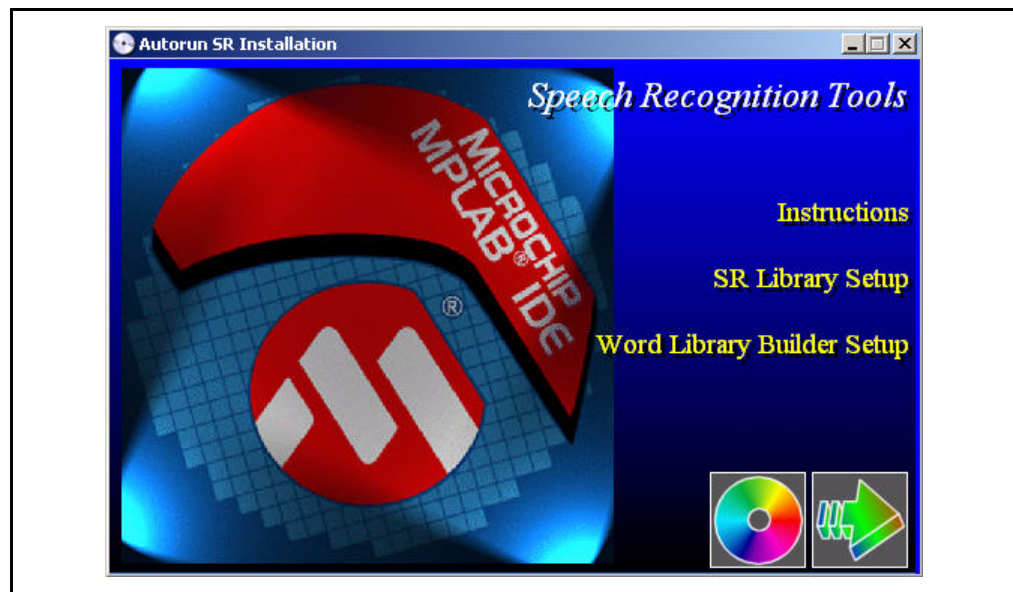 Autorun SR Installation
Speech Recognition Tools
MICROCHIP
MPLAB® IDE
®
Instructions
SR Library Setup
Word Library Builder Setup